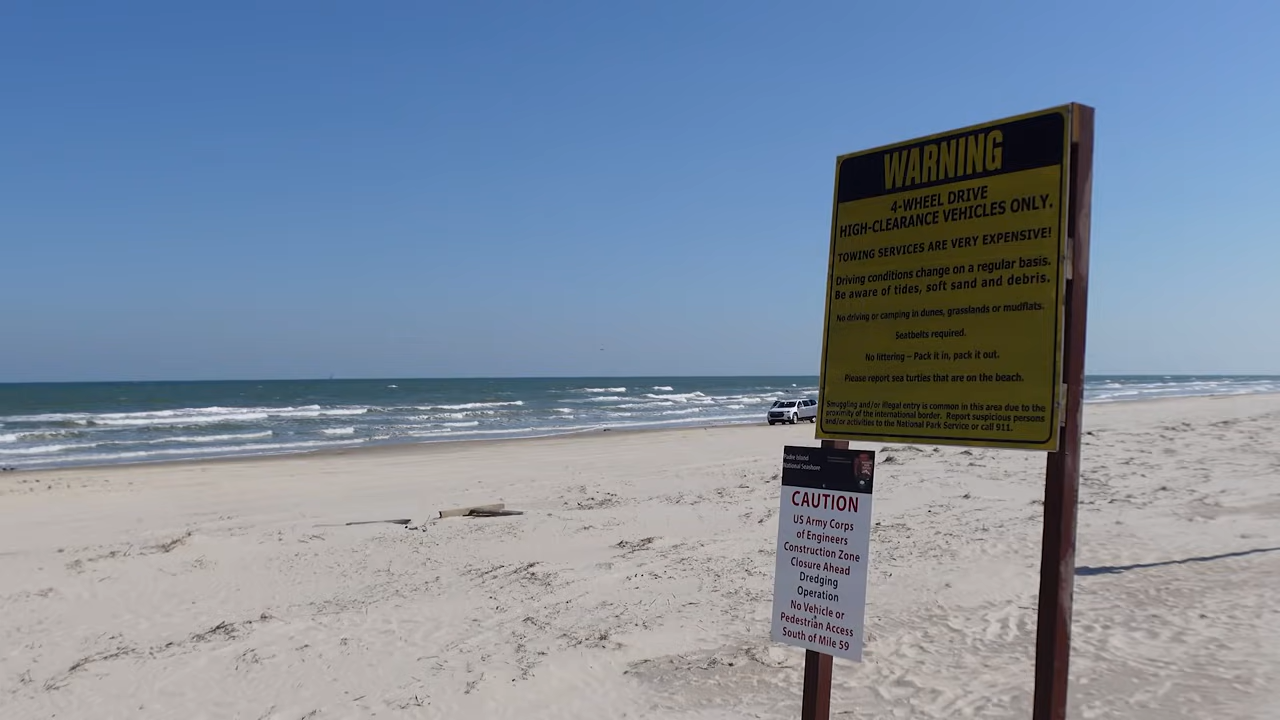 WARNING
4-WHEEL DRIVE
HIGH-CLEARANCE VEHICLES ONLY.
TOWING SERVICES ARE VERY EXPENSIVE!
Driving conditions change on a regular basis.
Be aware of tides, soft sand and debris.
No driving or camping in dunes, grasslands or mudflats.
Seatbelts required.
No littering – Pack it in, pack it out.
Please report sea turtles that are on the beach.
Smuggling and/or illegal entry is common in this area due to the
proximity of the international border. Report suspicious persons
and/or activities to the National Park Service or call 911.
Padre Island
National Seashore
CAUTION
US Army Corps
of Engineers
Construction Zone
Closure Ahead
Dredging
Operation
No Vehicle or
Pedestrian Access
South of Mile 59